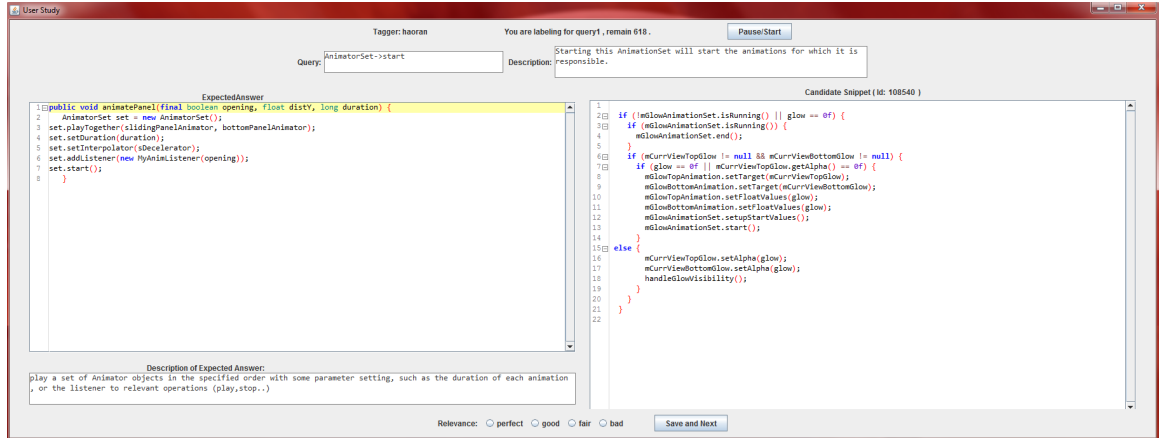 User Study
Tagger: haoran You are labeling for query1 , remain 618 . Pause/Start
Query: AnimatorSet->start Description: Starting this AnimationSet will start the animations for which it is
responsible.
ExpectedAnswer
1 public void animatePanel(final boolean opening, float distY, long duration) {
2 AnimatorSet set = new AnimatorSet();
3 set.playTogether(slidingPanelAnimator, bottomPanelAnimator);
4 set.setDuration(duration);
5 set.setInterpolator(sDecelerator);
6 set.addListener(new MyAnimListener(opening));
7 set.start();
8 }
Description of Expected Answer:
play a set of Animator objects in the specified order with some parameter setting, such as the duration of each animation
, or the listener to relevant operations (play,stop..)
Candidate Snippet ( Id: 108540 )
1
2 if (!mGlowAnimationSet.isRunning() || glow == 0f) {
3 if (mGlowAnimationSet.isRunning()) {
4 mGlowAnimationSet.end();
5 }
6 if (mCurrViewTopGlow != null && mCurrViewBottomGlow != null) {
7 if (glow == 0f || mCurrViewTopGlow.getAlpha() == 0f) {
8 mGlowTopAnimation.setTarget(mCurrViewTopGlow);
9 mGlowBottomAnimation.setTarget(mCurrViewBottomGlow);
10 mGlowTopAnimation.setFloatValues(glow);
11 mGlowBottomAnimation.setFloatValues(glow);
12 mGlowAnimationSet.setupStartValues();
13 mGlowAnimationSet.start();
14 }
15 else {
16 mCurrViewTopGlow.setAlpha(glow);
17 mCurrViewBottomGlow.setAlpha(glow);
18 handleGlowVisibility();
19 }
20 }
21 }
22
Relevance: perfect good fair bad Save and Next